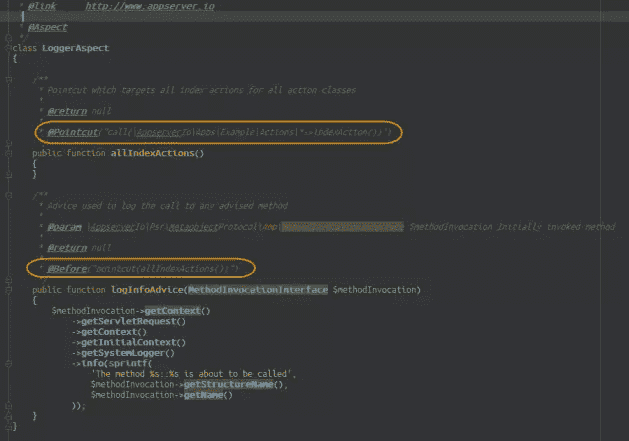 * @link http://www.appserver.io
*
* @Aspect
*/
class LoggerAspect
{
/**
* Pointcut which targets all index actions for all action classes
*
* @return null
*
* @Pointcut("call(\AppserverIo\Apps\Example\Actions\*->indexAction())")
*/
public function allIndexActions()
{
}
/**
* Advice used to log the call to any advised method
*
* @param \AppserverIo\Psr\MetaobjectProtocol\Aop\ $methodInvocation Initially invoked method
*
* @return null
*
* @Before("pointcut(allIndexActions())")
*/
public function logInfoAdvice(MethodInvocationInterface $methodInvocation)
{
$methodInvocation->getContext()
->getServletRequest()
->getContext()
->getInitialContext()
->getSystemLogger()
->info(sprintf(
'The method %s::%s is about to be called',
$methodInvocation->getStructureName(),
$methodInvocation->getName()
));
}
}